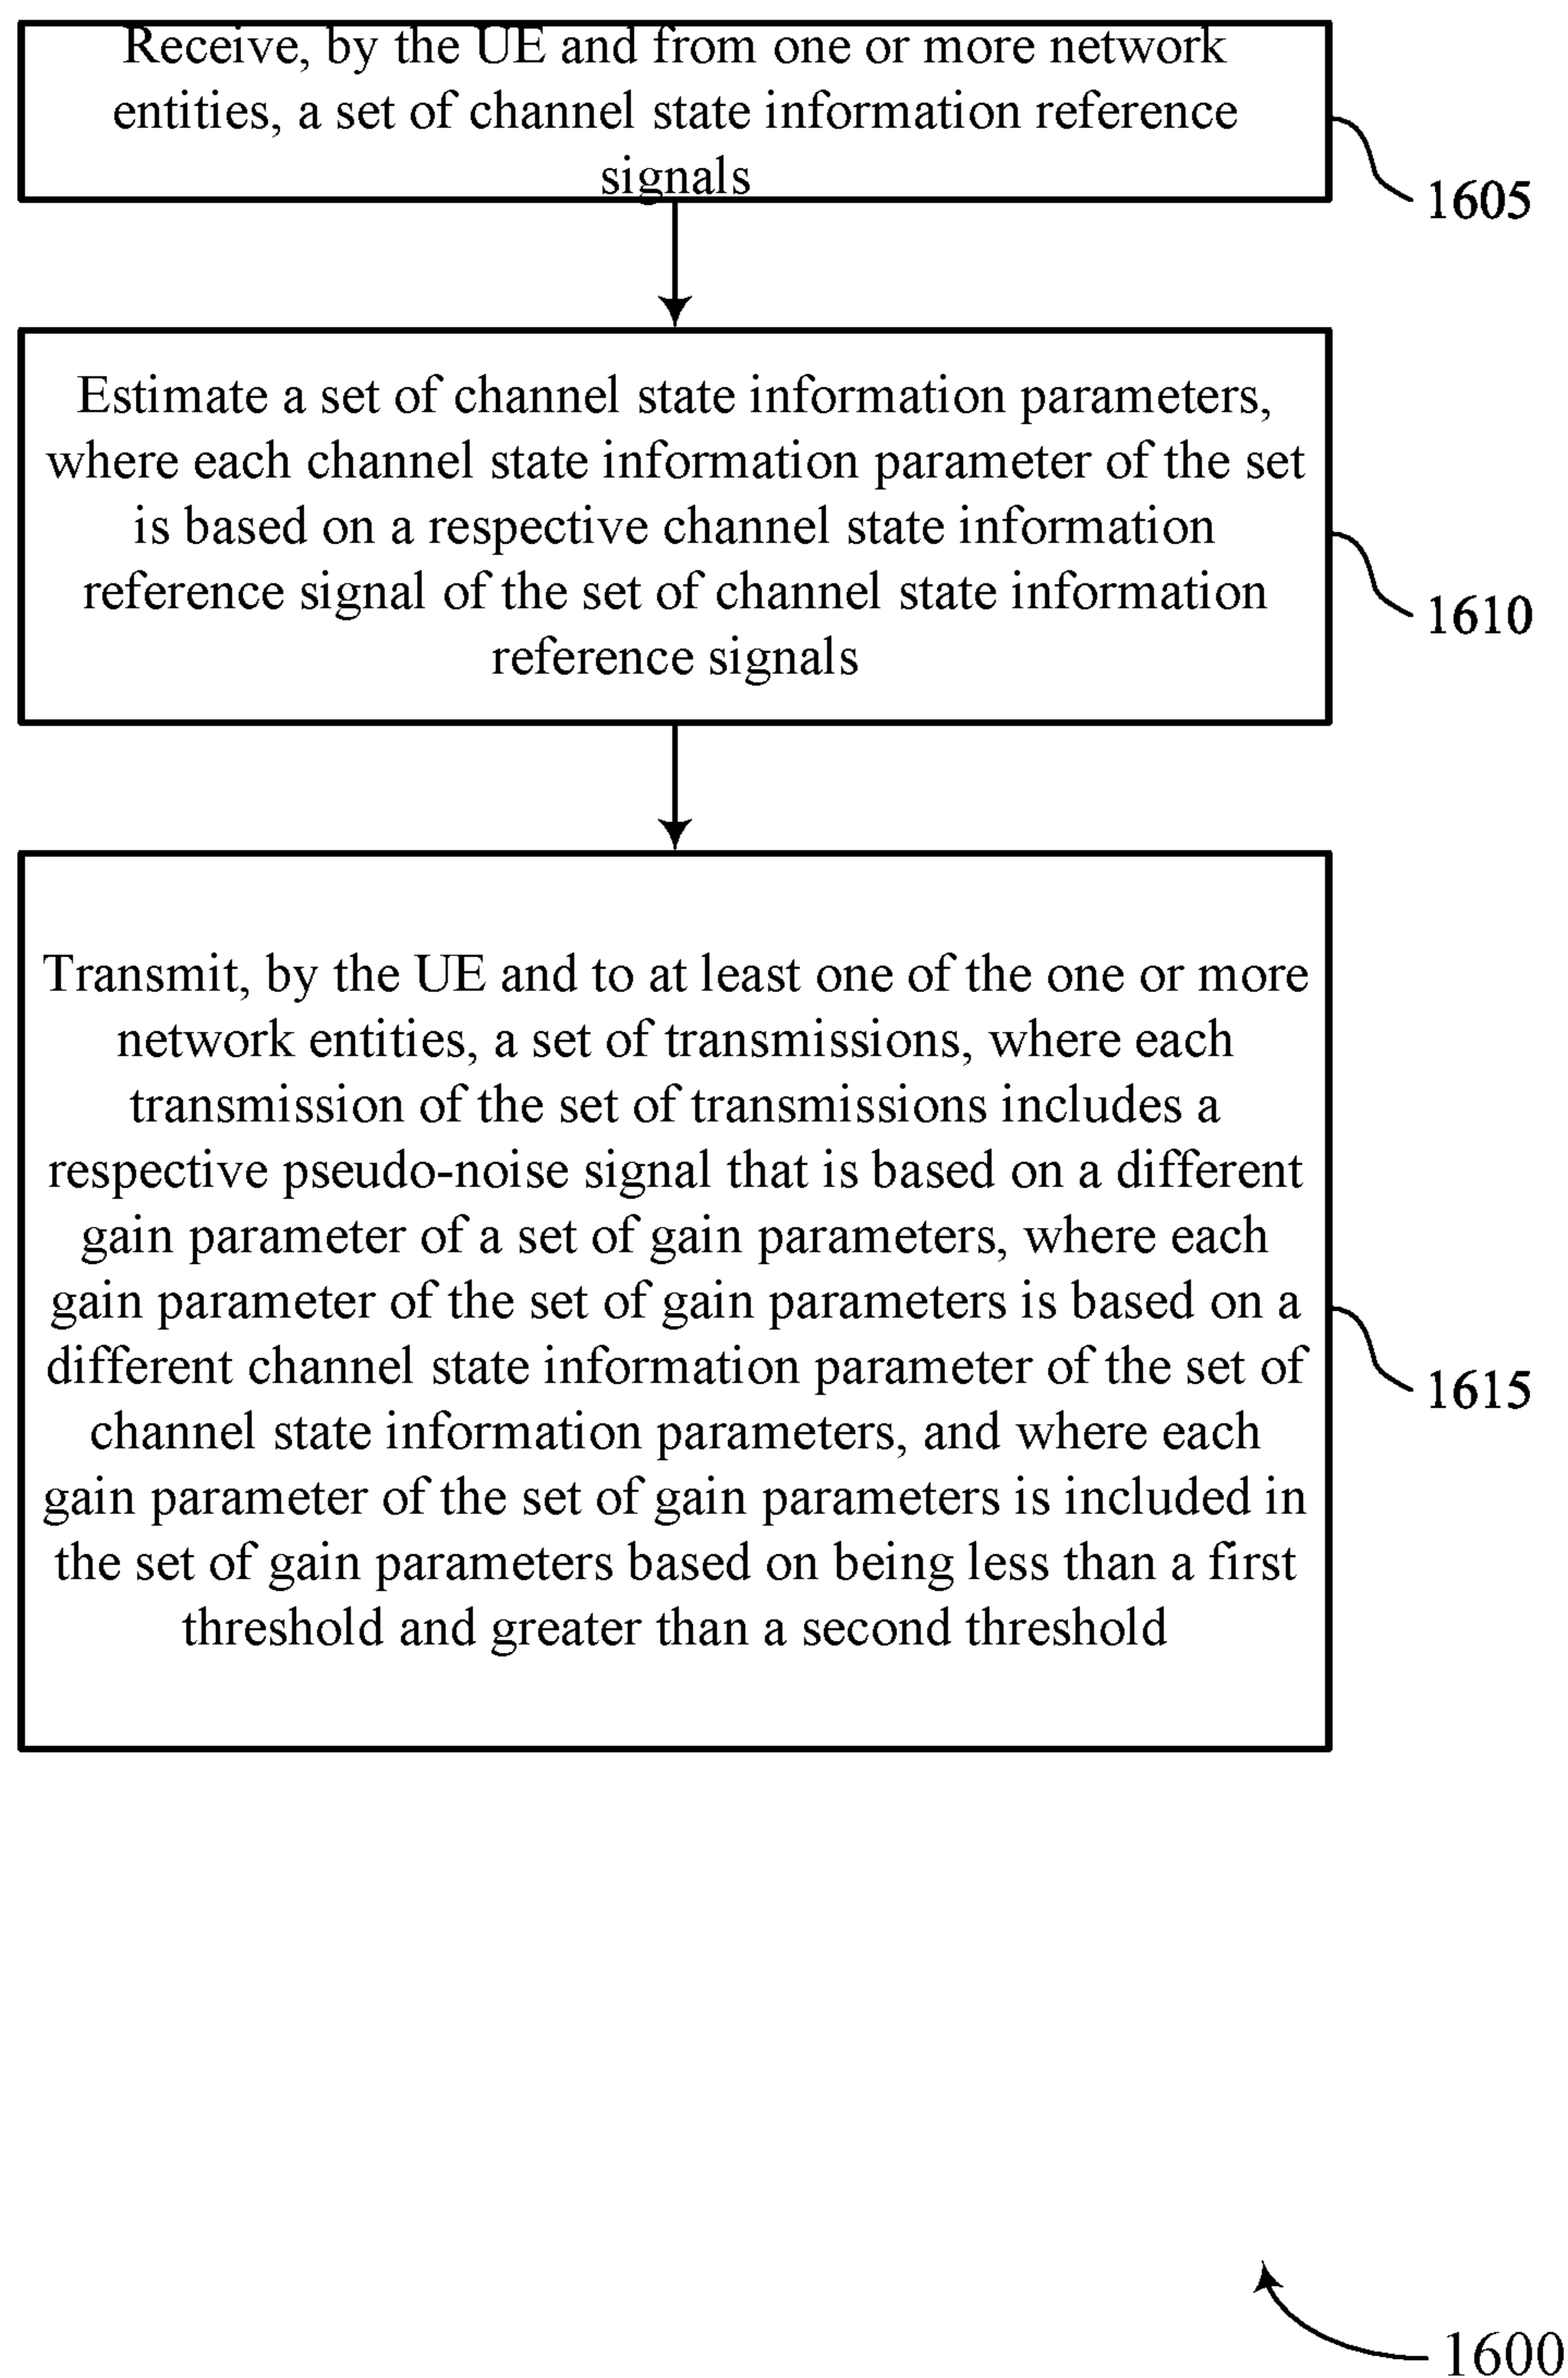 Receive, by the UE and from one or more network
entities, a set of channel state information reference
signals
1605
Estimate a set of channel state information parameters,
where each channel state information parameter of the set
is based on a respective channel state information
reference signal of the set of channel state information
reference signals
1610
Transmit, by the UE and to at least one of the one or more
network entities, a set of transmissions, where each
transmission of the set of transmissions includes a
respective pseudo-noise signal that is based on a different
gain parameter of a set of gain parameters, where each
gain parameter of the set of gain parameters is based on a
different channel state information parameter of the set of
channel state information parameters, and where each
gain parameter of the set of gain parameters is included in
the set of gain parameters based on being less than a first
threshold and greater than a second threshold
1615
1600